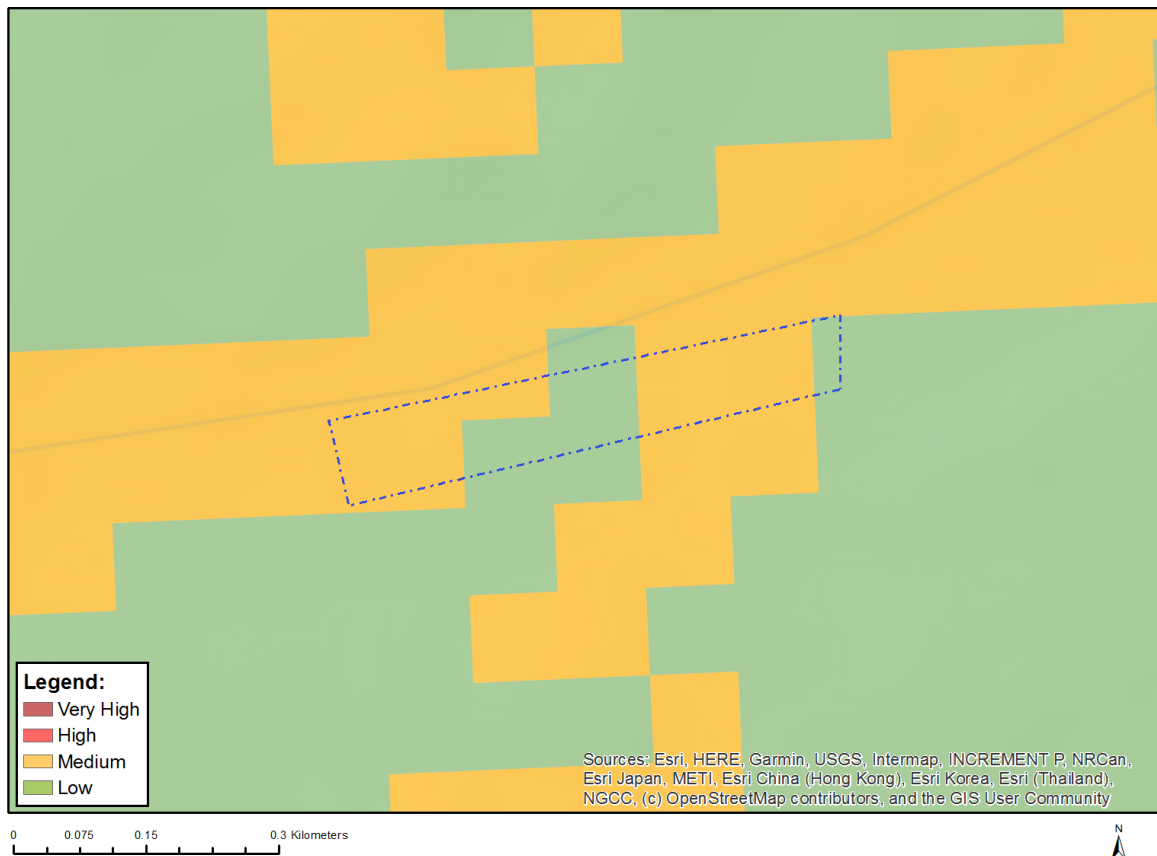 Legend:
Very High
High
Medium
Low
Sources: Esri, HERE, Garmin, USGS, Intermap, INCREMENT P, NRCan,
Esri Japan, METI, Esri China (Hong Kong), Esri Korea, Esri (Thailand),
NGCC, (c) OpenStreetMap contributors, and the GIS User Community
0 0.075 0.15 0.3 Kilometers
N